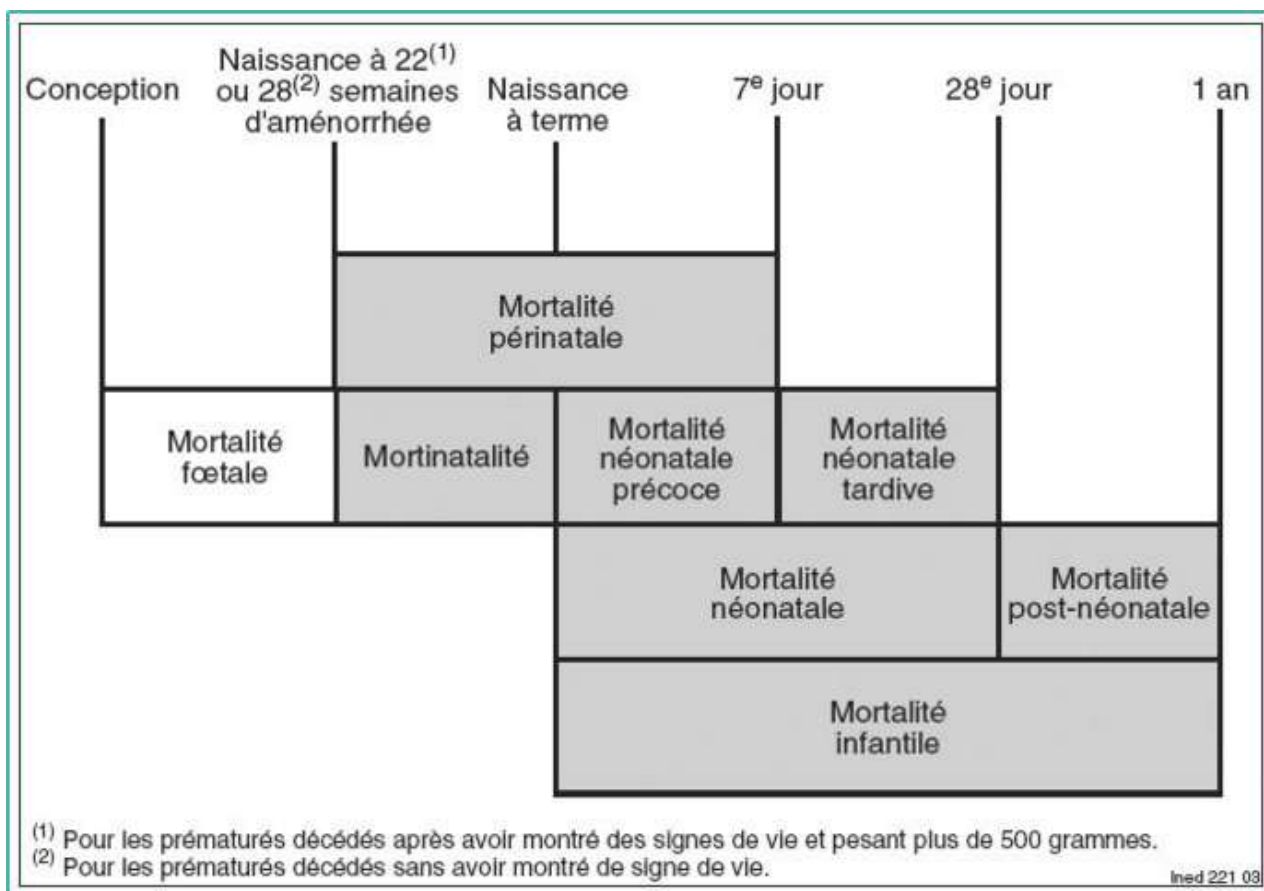 Conception
Naissance à 22(1)
ou 28(2) semaines
d'aménorrhée
Naissance
à terme
7e jour
28e jour
1 an
Mortalité
périnatale
Mortalité
fœtale
Mortinatalité
Mortalité
néonatale
précoce
Mortalité
néonatale
tardive
Mortalité
néonatale
Mortalité
post-néonatale
Mortalité
infantile
(1) Pour les prématurés décédés après avoir montré des signes de vie et pesant plus de 500 grammes.
(2) Pour les prématurés décédés sans avoir montré de signe de vie.
Ined 221 03